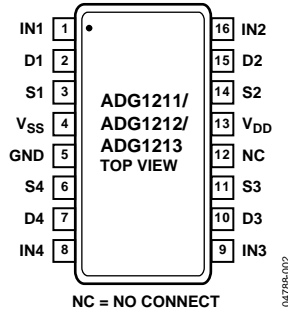 IN1 1 16 IN2
D1 2 15 D2
S1 3 14 S2
VSS 4 13 VDD
GND 5 12 NC
S4 6 11 S3
D4 7 10 D3
IN4 8 9 IN3
ADG1211/
ADG1212/
ADG1213
TOP VIEW
NC = NO CONNECT
04788-002